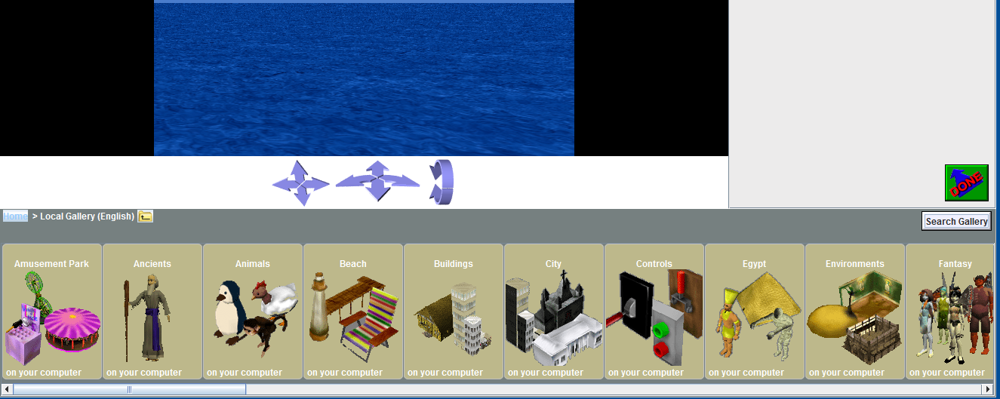 DONE
Home > Local Gallery (English)
Search Gallery
Amusement Park
Ancients
Animals
Beach
Buildings
City
Controls
Egypt
Environments
Fantasy
on your computer
on your computer
on your computer
on your computer
on your computer
on your computer
on your computer
on your computer
on your computer
on your computer